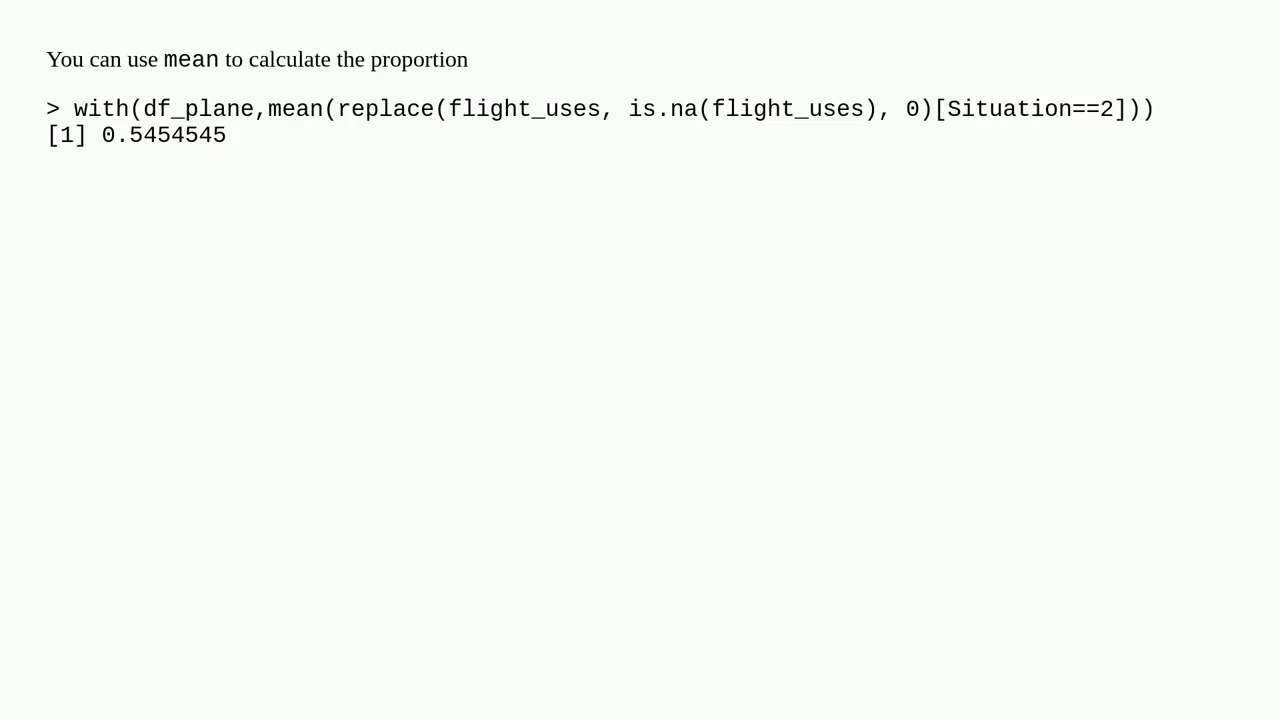 You can use mean to calculate the proportion
> with(df_plane,mean(replace(flight_uses, is.na(flight_uses), 0)[Situation==2]))
[1] 0.5454545